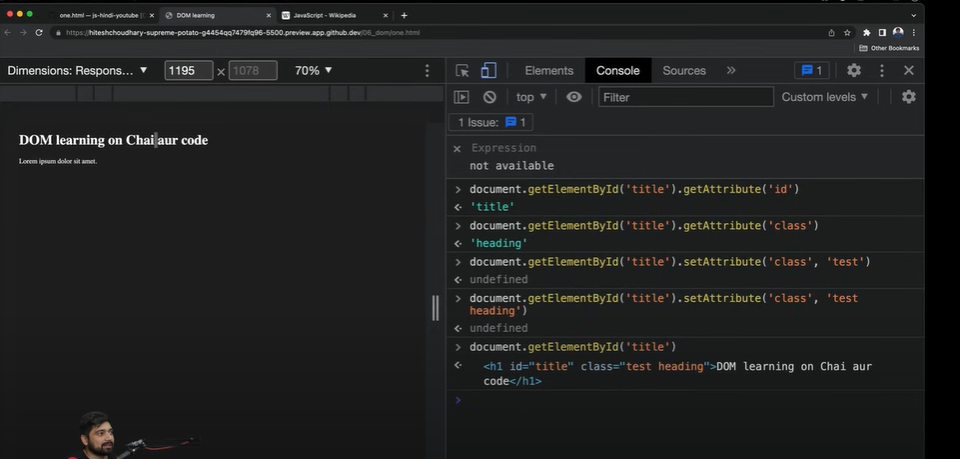 one.html — js-hindi-youtube [
DOM learning
JavaScript - Wikipedia
https://hiteshchoudhary-supreme-potato-g4454qq7479fq96-5500.preview.app.github.dev/06_dom/one.html
Other Bookmarks
Dimensions: Respons... 1195 × 1078 70%
Elements Console Sources 1
top Filter Custom levels
1 Issue: 1
Expression
not available
document.getElementById('title').getAttribute('id')
'title'
document.getElementById('title').getAttribute('class')
'heading'
document.getElementById('title').setAttribute('class', 'test')
undefined
document.getElementById('title').setAttribute('class', 'test
heading')
undefined
document.getElementById('title')
<h1 id="title" class="test heading">DOM learning on Chai aur
code</h1>
DOM learning on Chai aur code
Lorem ipsum dolor sit amet.